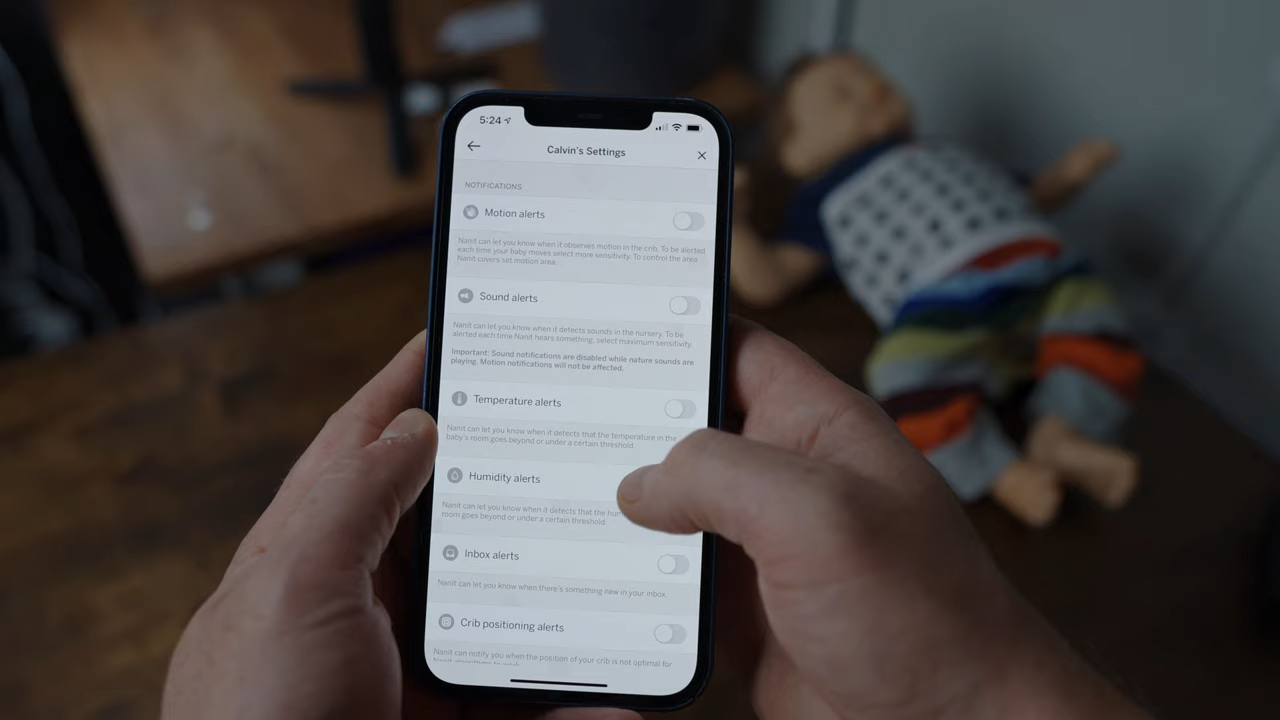 5:24
Calvin's Settings
NOTIFICATIONS
Motion alerts
Nanit can let you know when it observes motion in the crib. To be alerted
each time your baby moves select more sensitivity. To control the area
Nanit covers set motion area.
Sound alerts
Nanit can let you know when it detects sounds in the nursery. To be
alerted each time Nanit hears something, select maximum sensitivity.
Important: Sound notifications are disabled while nature sounds are
playing. Motion notifications will not be affected.
Temperature alerts
Nanit can let you know when it detects that the temperature in the
baby's room goes beyond or under a certain threshold.
Humidity alerts
Nanit can let you know when it detects that the
room goes beyond or under a certain threshold.
Inbox alerts
Nanit can let you know when there's something new in your inbox.
Crib positioning alerts
Nanit can notify you when the position of your crib is not optimal for